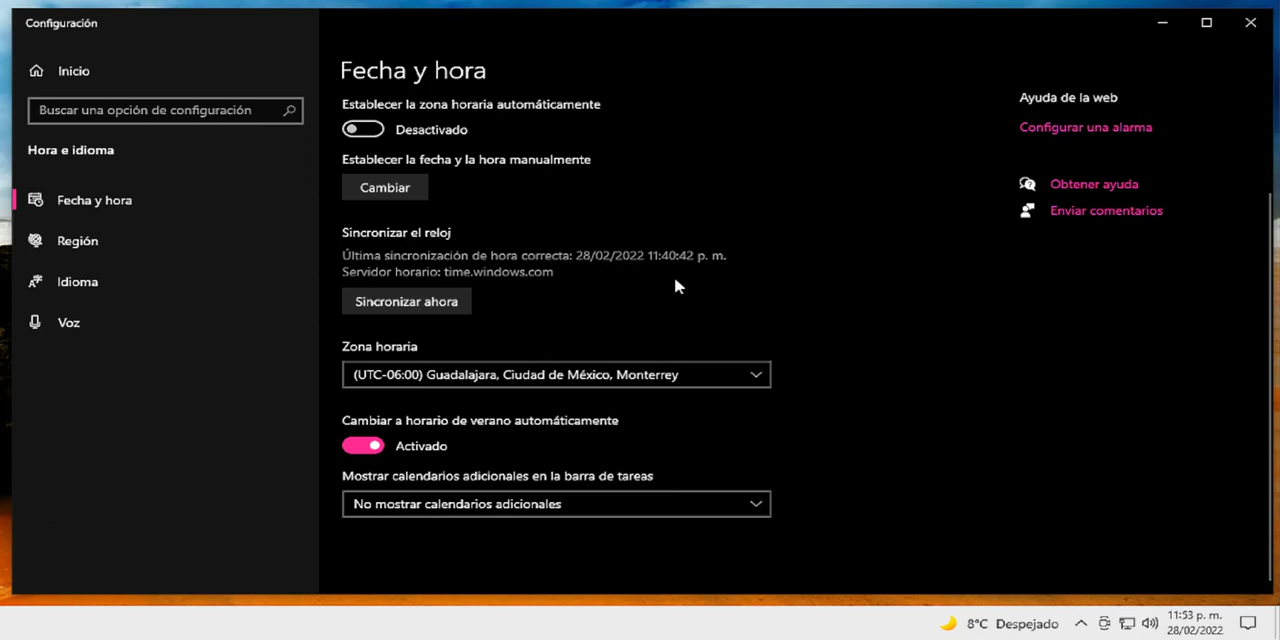 Configuración
Inicio
Buscar una opción de configuración
Hora e idioma
Fecha y hora
Región
Idioma
Voz
Fecha y hora
Establecer la zona horaria automáticamente
Desactivado
Establecer la fecha y la hora manualmente
Cambiar
Sincronizar el reloj
Última sincronización de hora correcta: 28/02/2022 11:40:42 p. m.
Servidor horario: time.windows.com
Sincronizar ahora
Zona horaria
(UTC-06:00) Guadalajara, Ciudad de México, Monterrey
Cambiar a horario de verano automáticamente
Activado
Mostrar calendarios adicionales en la barra de tareas
No mostrar calendarios adicionales
Ayuda de la web
Configurar una alarma
Obtener ayuda
Enviar comentarios
8°C Despejado
11:53 p. m.
28/02/2022